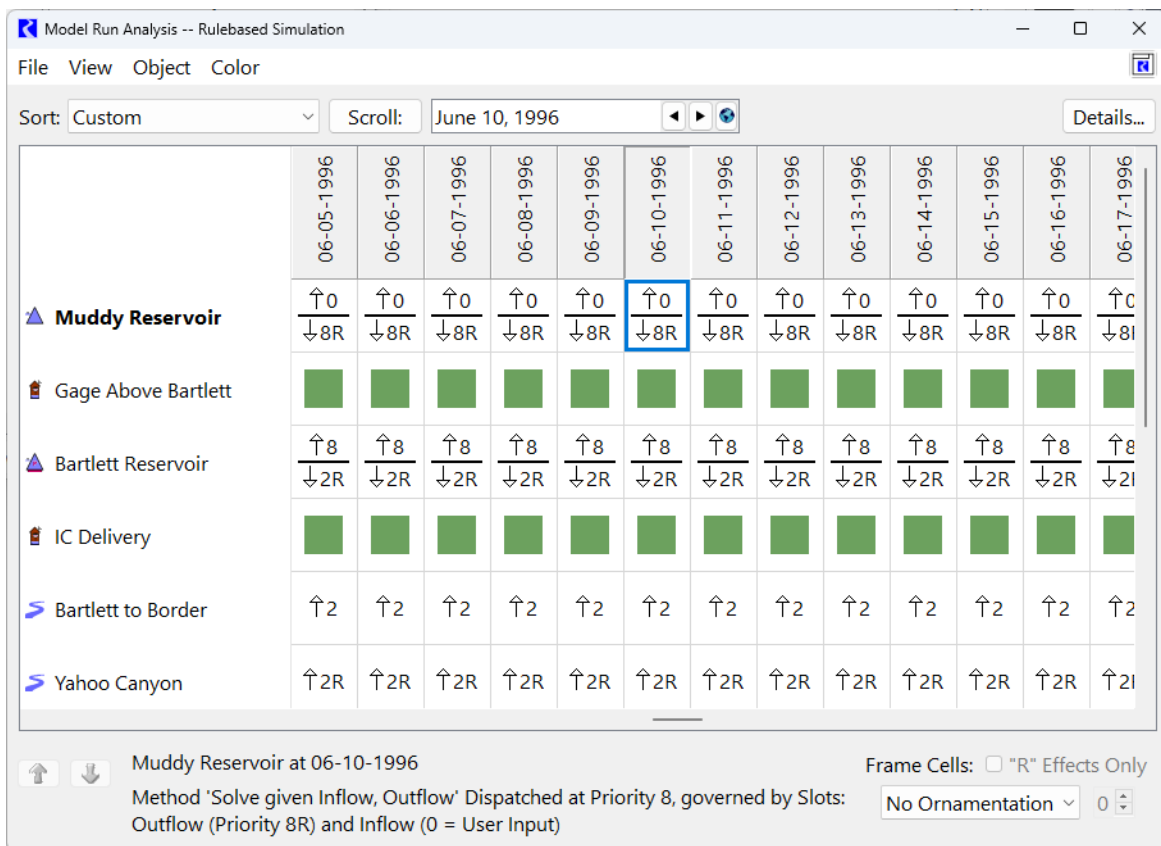 Model Run Analysis -- Rulebased Simulation
File View Object Color
Sort: Custom Scroll: June 10, 1996 Details...
06-05-1996 06-06-1996 06-07-1996 06-08-1996 06-09-1996 06-10-1996 06-11-1996 06-12-1996 06-13-1996 06-14-1996 06-15-1996 06-16-1996 06-17-1996
↑0 ↑0 ↑0 ↑0 ↑0 ↑0 ↑0 ↑0 ↑0 ↑0 ↑0 ↑0 ↑0
Muddy Reservoir
↓8R ↓8R ↓8R ↓8R ↓8R ↓8R ↓8R ↓8R ↓8R ↓8R ↓8R ↓8R ↓8
Gage Above Bartlett
↑8 ↑8 ↑8 ↑8 ↑8 ↑8 ↑8 ↑8 ↑8 ↑8 ↑8 ↑8 ↑8
Bartlett Reservoir
↓2R ↓2R ↓2R ↓2R ↓2R ↓2R ↓2R ↓2R ↓2R ↓2R ↓2R ↓2R ↓2
IC Delivery
Bartlett to Border ↑2 ↑2 ↑2 ↑2 ↑2 ↑2 ↑2 ↑2 ↑2 ↑2 ↑2 ↑2 ↑2
Yahoo Canyon ↑2R ↑2R ↑2R ↑2R ↑2R ↑2R ↑2R ↑2R ↑2R ↑2R ↑2R ↑2R ↑2
Muddy Reservoir at 06-10-1996 Frame Cells: "R" Effects Only
Method 'Solve given Inflow, Outflow' Dispatched at Priority 8, governed by Slots: No Ornamentation 0
Outflow (Priority 8R) and Inflow (0 = User Input)